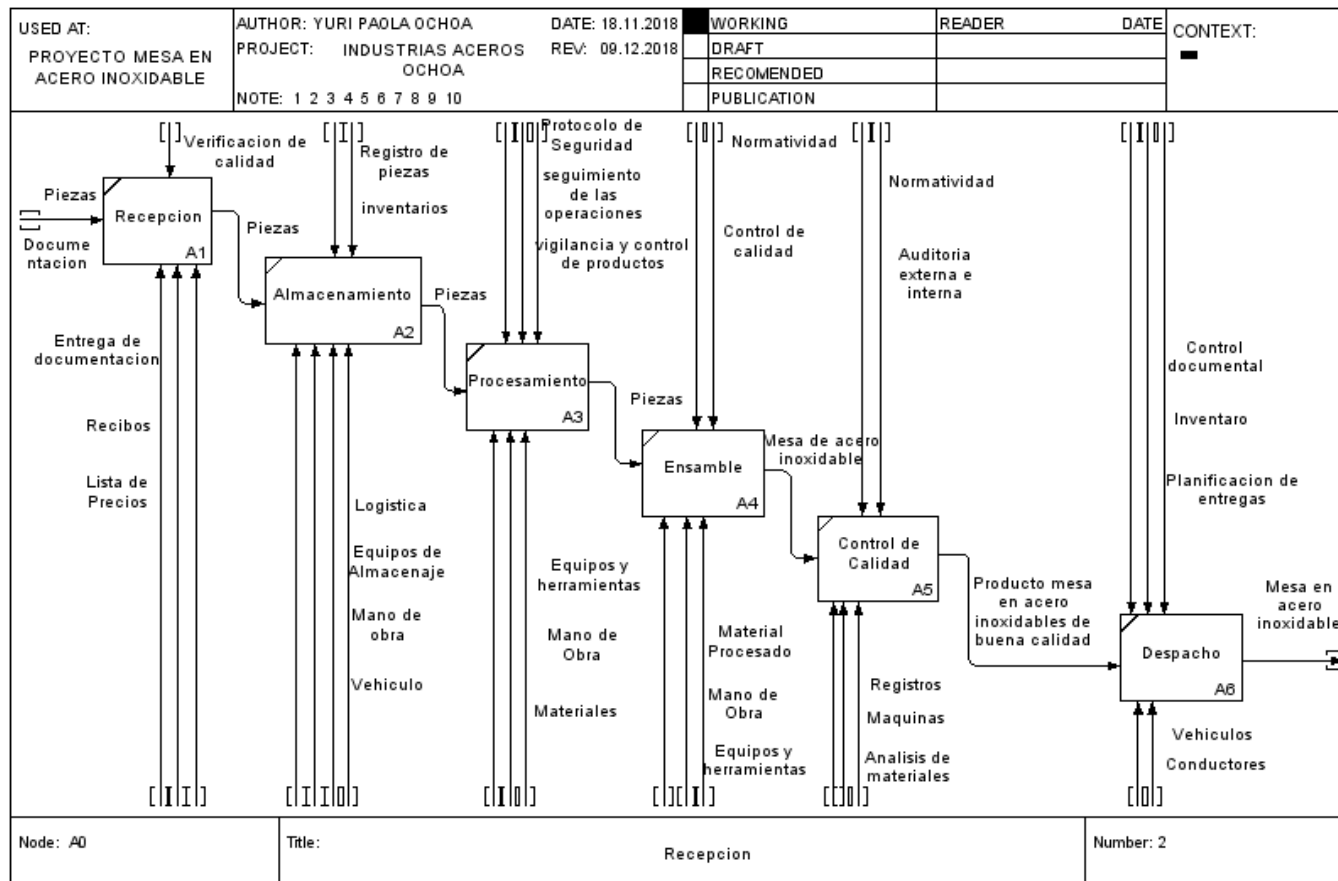 USED AT:
PROYECTO MESA EN
ACERO INOXIDABLE
AUTHOR: YURI PAOLA OCHOA
DATE: 18.11.2018
PROJECT: INDUSTRIAS ACEROS
OCHOA
REV: 09.12.2018
NOTE: 1 2 3 4 5 6 7 8 9 10
WORKING
DRAFT
RECOMENDED
PUBLICATION
READER
DATE
CONTEXT:
Verificacion de
calidad
Registro de
piezas
inventarios
Protocolo de
Seguridad
seguimiento
de las
operaciones
vigilancia y control
de productos
Normatividad
Control de
calidad
Normatividad
Auditoria
externa e
interna
Control
documental
Inventaro
Planificacion de
entregas
Piezas
Docume
ntacion
Recepcion
A1
Piezas
Almacenamiento
A2
Piezas
Procesamiento
A3
Piezas
Ensamble
A4
Mesa de acero
inoxidable
Control de
Calidad
A5
Producto mesa
en acero
inoxidables de
buena calidad
Despacho
A6
Mesa en
acero
inoxidable
Entrega de
documentacion
Recibos
Lista de
Precios
Logistica
Equipos de
Almacenaje
Mano de
obra
Vehiculo
Equipos y
herramientas
Mano de
Obra
Materiales
Material
Procesado
Mano de
Obra
Equipos y
herramientas
Registros
Maquinas
Analisis de
materiales
Vehiculos
Conductores
Node: A0
Title:
Recepcion
Number: 2